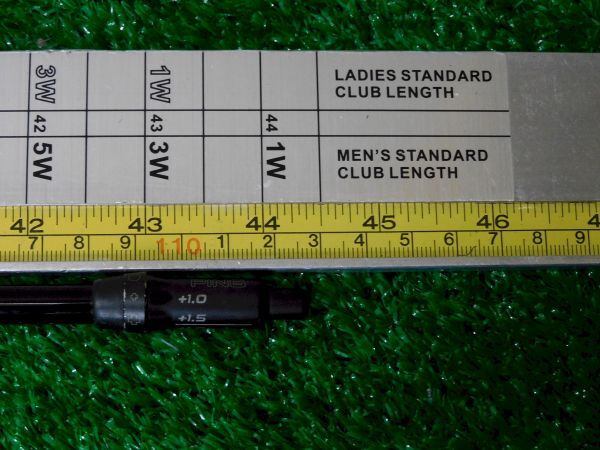 3W 1W LADIES STANDARD CLUB LENGTH
42 43 44
5W 3W 1W MEN'S STANDARD CLUB LENGTH
42 43 44 45 46
7 8 9 110 1 2 3 4 5 6 7 8 9
PING
+1.0
+1.5